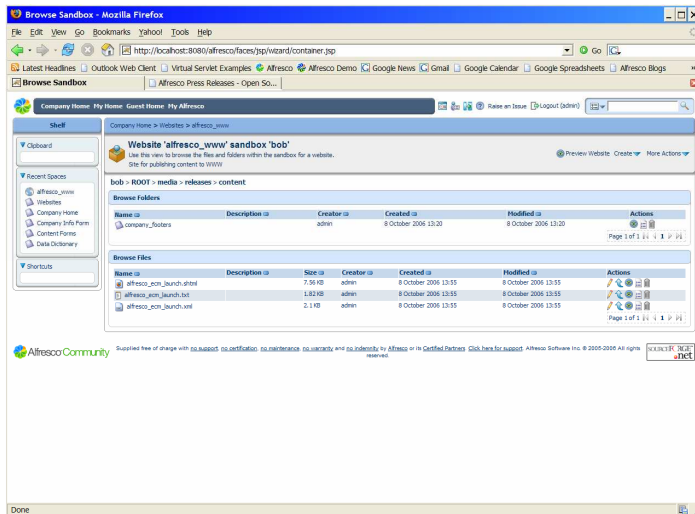 Browse Sandbox - Mozilla Firefox
File Edit View Go Bookmarks Yahoo! Tools Help
http://localhost:8080/alfresco/faces/jsp/wizard/container.jsp Go
Latest Headlines Outlook Web Client Virtual Servlet Examples Alfresco Alfresco Demo Google News Gmail Google Calendar Google Spreadsheets Alfresco Blogs
Browse Sandbox Alfresco Press Releases - Open So...
Company Home My Home Guest Home My Alfresco Raise an Issue Logout (admin)
Shelf
Company Home > Websites > alfresco_www
Clipboard
Website 'alfresco_www' sandbox 'bob'
Use this view to browse the files and folders within the sandbox for a website.
Site for publishing content to WWW
Preview Website Create More Actions
Recent Spaces
alfresco_www
Websites
Company Home
Company Info Form
Content Forms
Data Dictionary
Shortcuts
bob > ROOT > media > releases > content
Browse Folders
Name Description Creator Created Modified Actions
company_footers admin 8 October 2006 13:20 8 October 2006 13:20
Page 1 of 1 1
Browse Files
Name Description Size Creator Created Modified Actions
alfresco_ecm_launch.shtml 7.56 KB admin 8 October 2006 13:55 8 October 2006 13:55
alfresco_ecm_launch.txt 1.82 KB admin 8 October 2006 13:55 8 October 2006 13:55
alfresco_ecm_launch.xml 2.1 KB admin 8 October 2006 13:55 8 October 2006 13:55
Page 1 of 1 1
Alfresco Community
Supplied free of charge with no support, no certification, no maintenance, no warranty and no indemnity by Alfresco or its Certified Partners. Click here for support. Alfresco Software Inc. © 2005-2006 All rights
reserved.
SOURCEFORGE
.net
Done